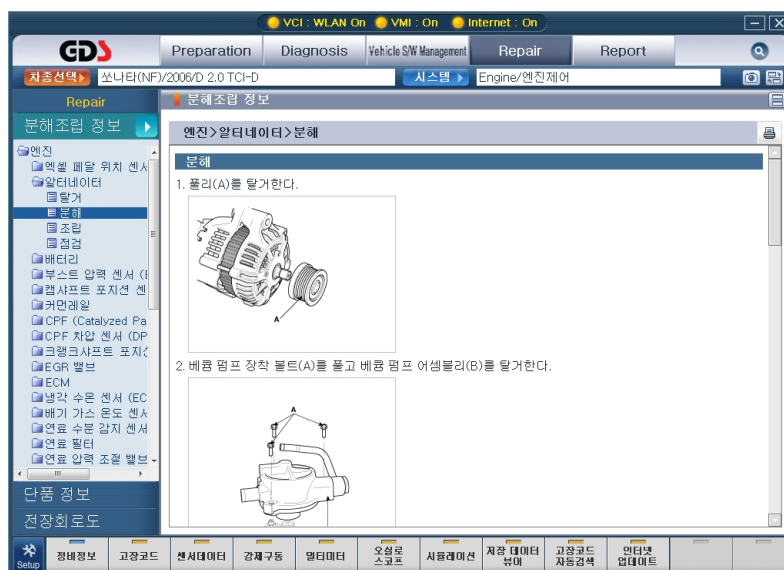 VCI : WLAN On VMI : On Internet : On
GDS
Preparation Diagnosis Vehicle S/W Management Repair Report
차종선택 쏘나타(NF)/2006/D 2.0 TCI-D 시스템 Engine/엔진제어
Repair
분해조립 정보
분해조립 정보
엔진>알터네이터>분해
엔진
엑셀 페달 위치 센서
알터네이터
탈거
분해
조립
점검
배터리
부스트 압력 센서 (E
캠샤프트 포지션 센
커먼레일
CPF (Catalyzed Pa
CPF 차압 센서 (DP
크랭크샤프트 포지션
EGR 밸브
ECM
냉각 수온 센서 (EC
배기 가스 온도 센서
연료 수분 감지 센서
연료 필터
연료 압력 조절 밸브
단품 정보
전장회로도
분해
1. 풀리(A)를 탈거한다.
A
2. 베큠 펌프 장착 볼트(A)를 풀고 베큠 펌프 어셈블리(B)를 탈거한다.
A
Setup
정비정보
고장코드
센서데이터
강제구동
멀티미터
오실로
스코프
시뮬레이션
저장 데이터
뷰어
고장코드
자동검색
인터넷
업데이트